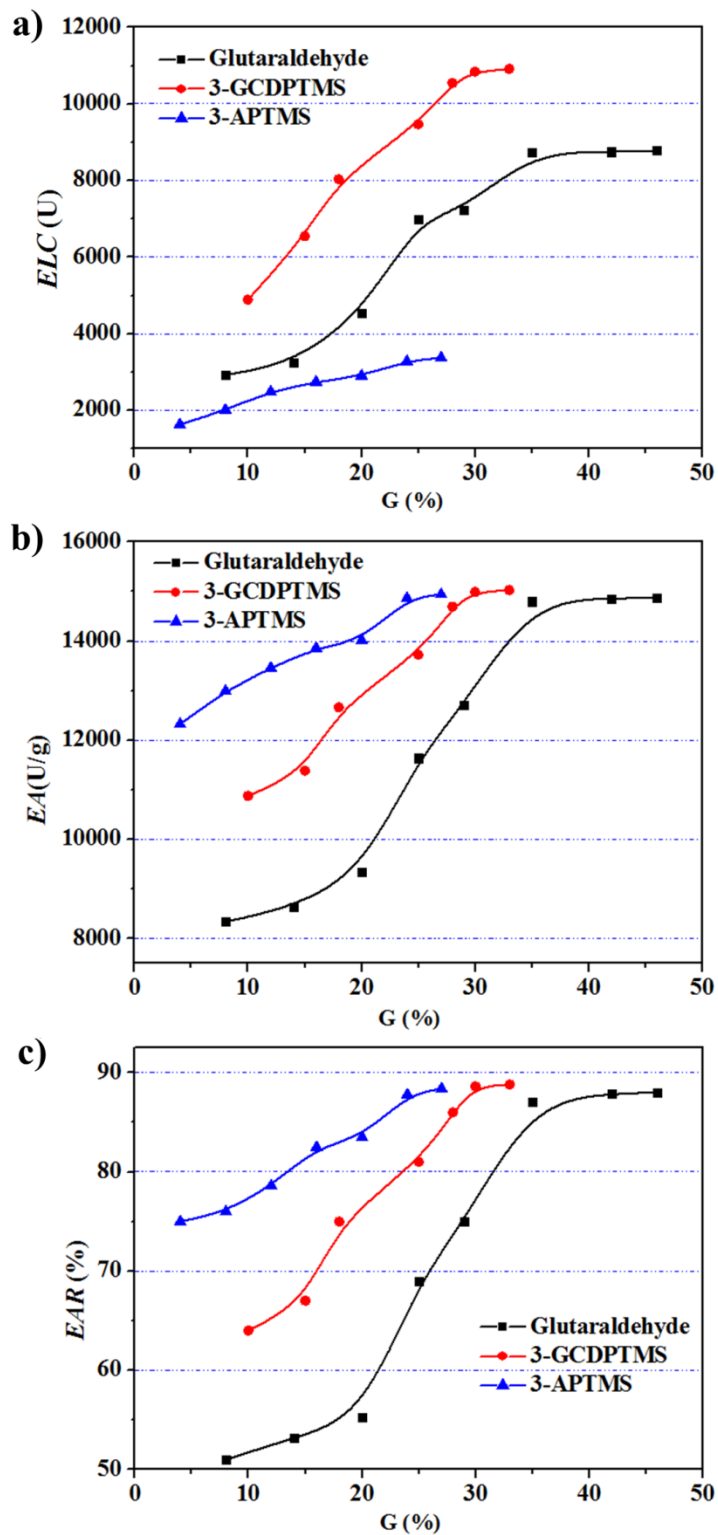 a)
12000
10000
8000
6000
4000
2000
ELC (U)
Glutaraldehyde
3-GCDPTMS
3-APTMS
0 10 20 30 40 50
G (%)
b)
16000
14000
12000
10000
8000
EA(U/g)
Glutaraldehyde
3-GCDPTMS
3-APTMS
0 10 20 30 40 50
G (%)
c)
90
80
70
60
50
EAR (%)
Glutaraldehyde
3-GCDPTMS
3-APTMS
0 10 20 30 40 50
G (%)